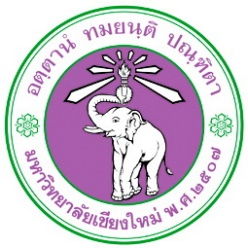 อตฺตานํ ทมยนฺติ ปณฺฑิตา
มหาวิทยาลัยเชียงใหม่ พ.ศ.๒๕๐๗